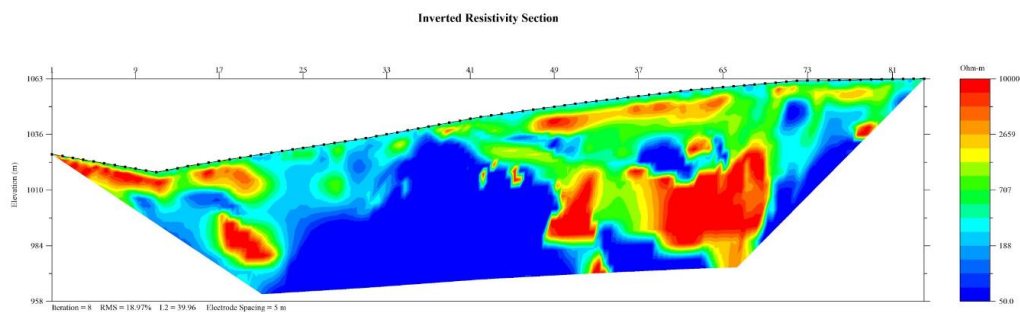 Inverted Resistivity Section
Ohm-m
1 9 17 25 33 41 49 57 65 73 81
1063
1036
1010
984
958
Elevation (m)
10000
2659
707
188
50.0
Iteration = 8 RMS = 18.97% L2 = 39.96 Electrode Spacing = 5 m